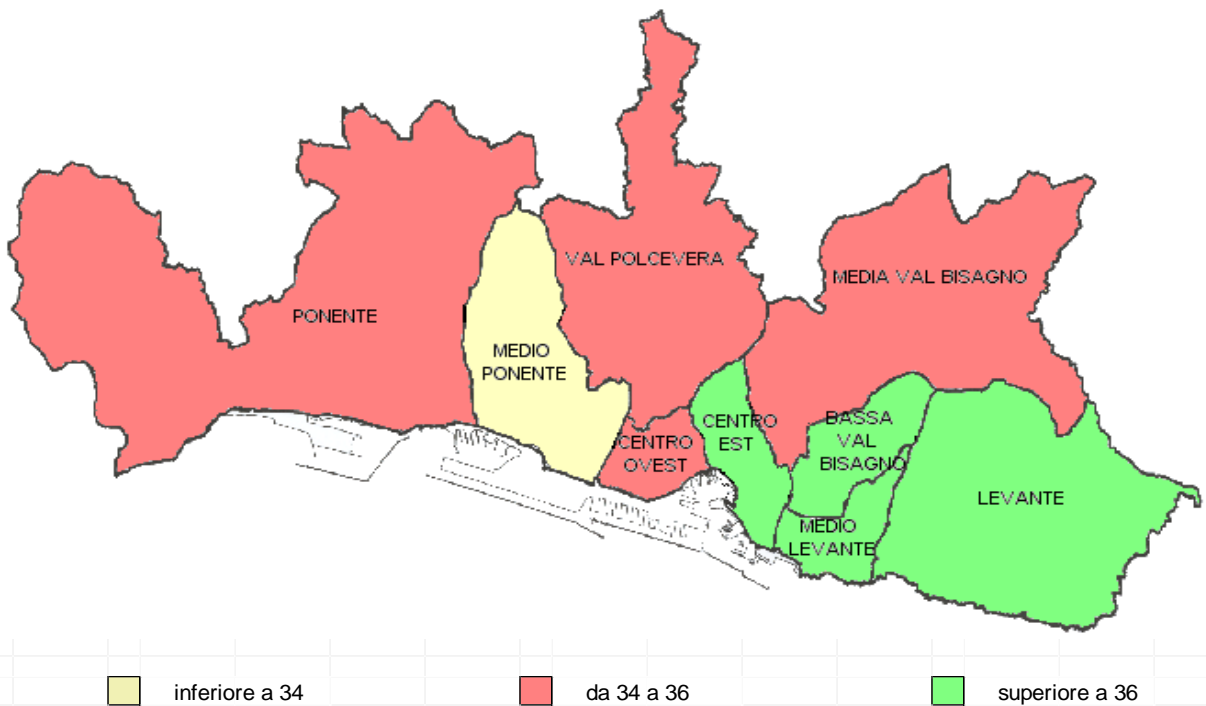 VAL POLCEVERA
MEDIA VAL BISAGNO
PONENTE
MEDIO
PONENTE
CENTRO
EST
BASSA
VAL
BISAGNO
CENTRO
OVEST
LEVANTE
MEDIO
LEVANTE
inferiore a 34
da 34 a 36
superiore a 36